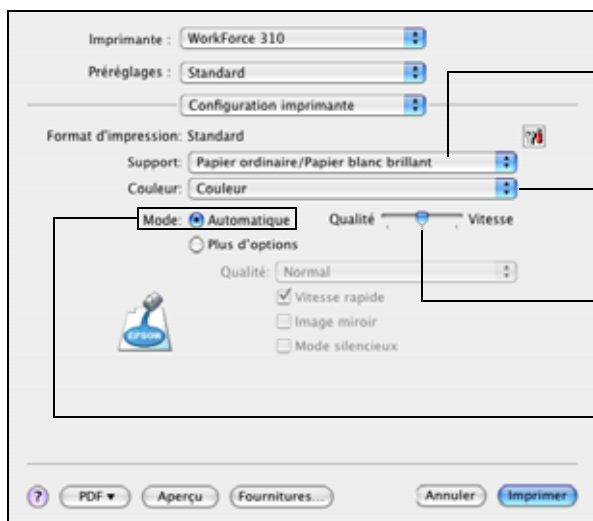 Imprimante : WorkForce 310
Préréglages : Standard
Configuration imprimante
Format d'impression: Standard
Support: Papier ordinaire/Papier blanc brillant
Couleur: Couleur
Mode: Automatique Qualité Vitesse
Plus d'options
Qualité: Normal
Vitesse rapide
Image miroir
Mode silencieux
EPSON
? PDF ▼ Aperçu Fournitures... Annuler Imprimer